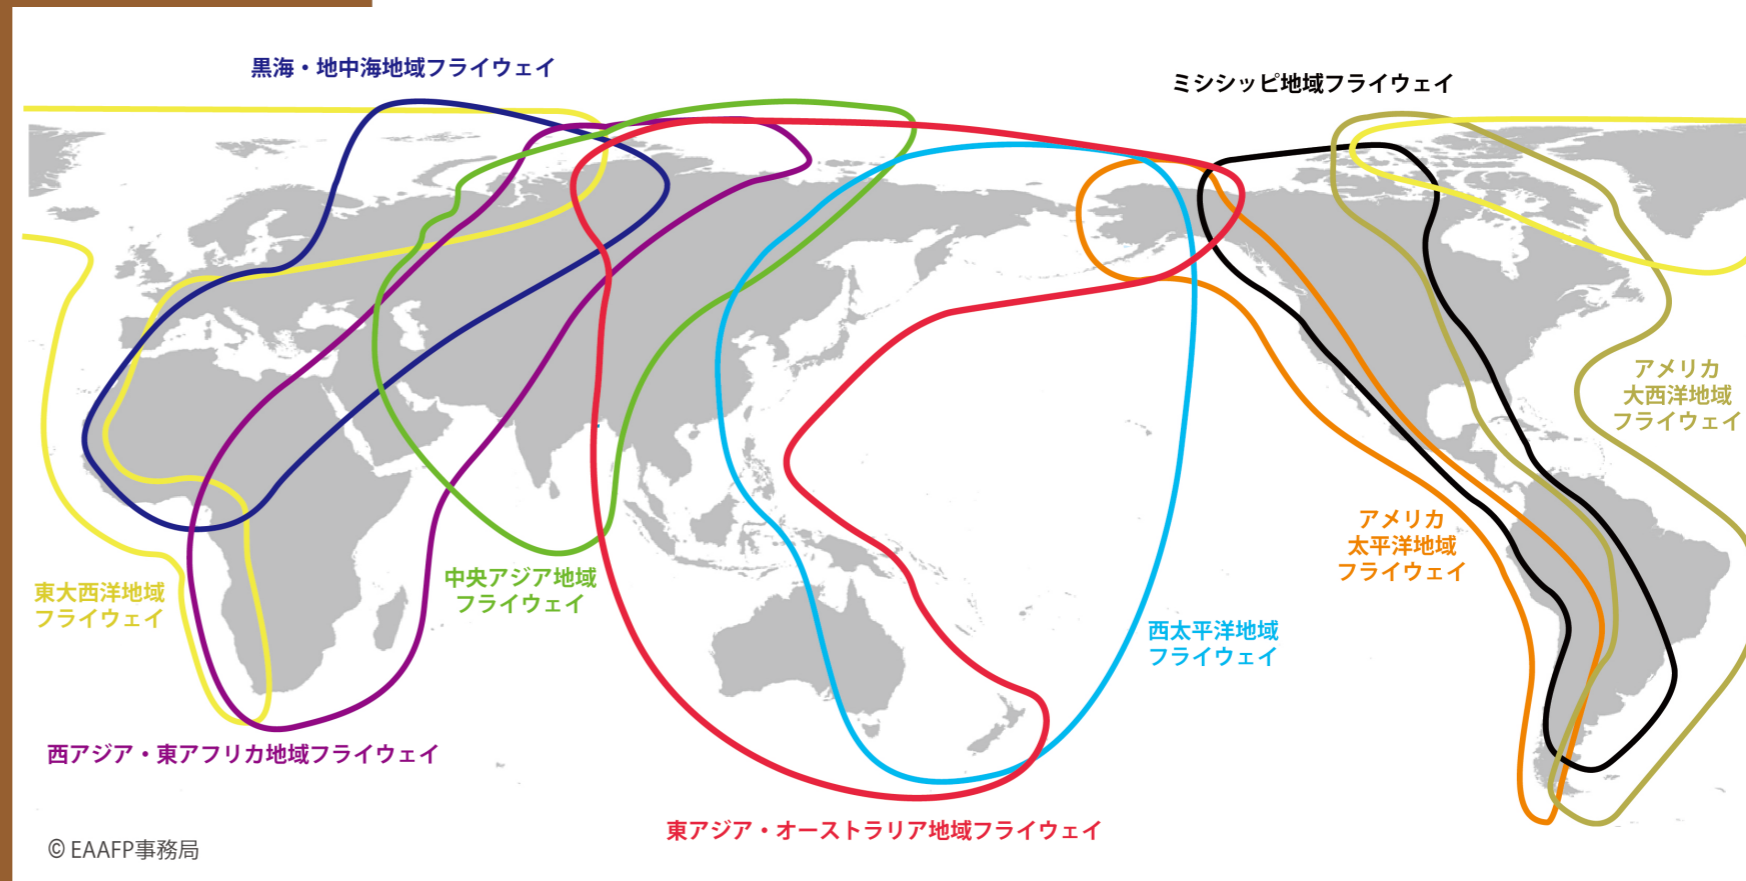 黒海・地中海地域フライウェイ
ミシシッピ地域フライウェイ
アメリカ
大西洋地域
フライウェイ
アメリカ
太平洋地域
フライウェイ
東大西洋地域
フライウェイ
中央アジア地域
フライウェイ
西太平洋地域
フライウェイ
西アジア・東アフリカ地域フライウェイ
東アジア・オーストラリア地域フライウェイ
© EAAFP事務局